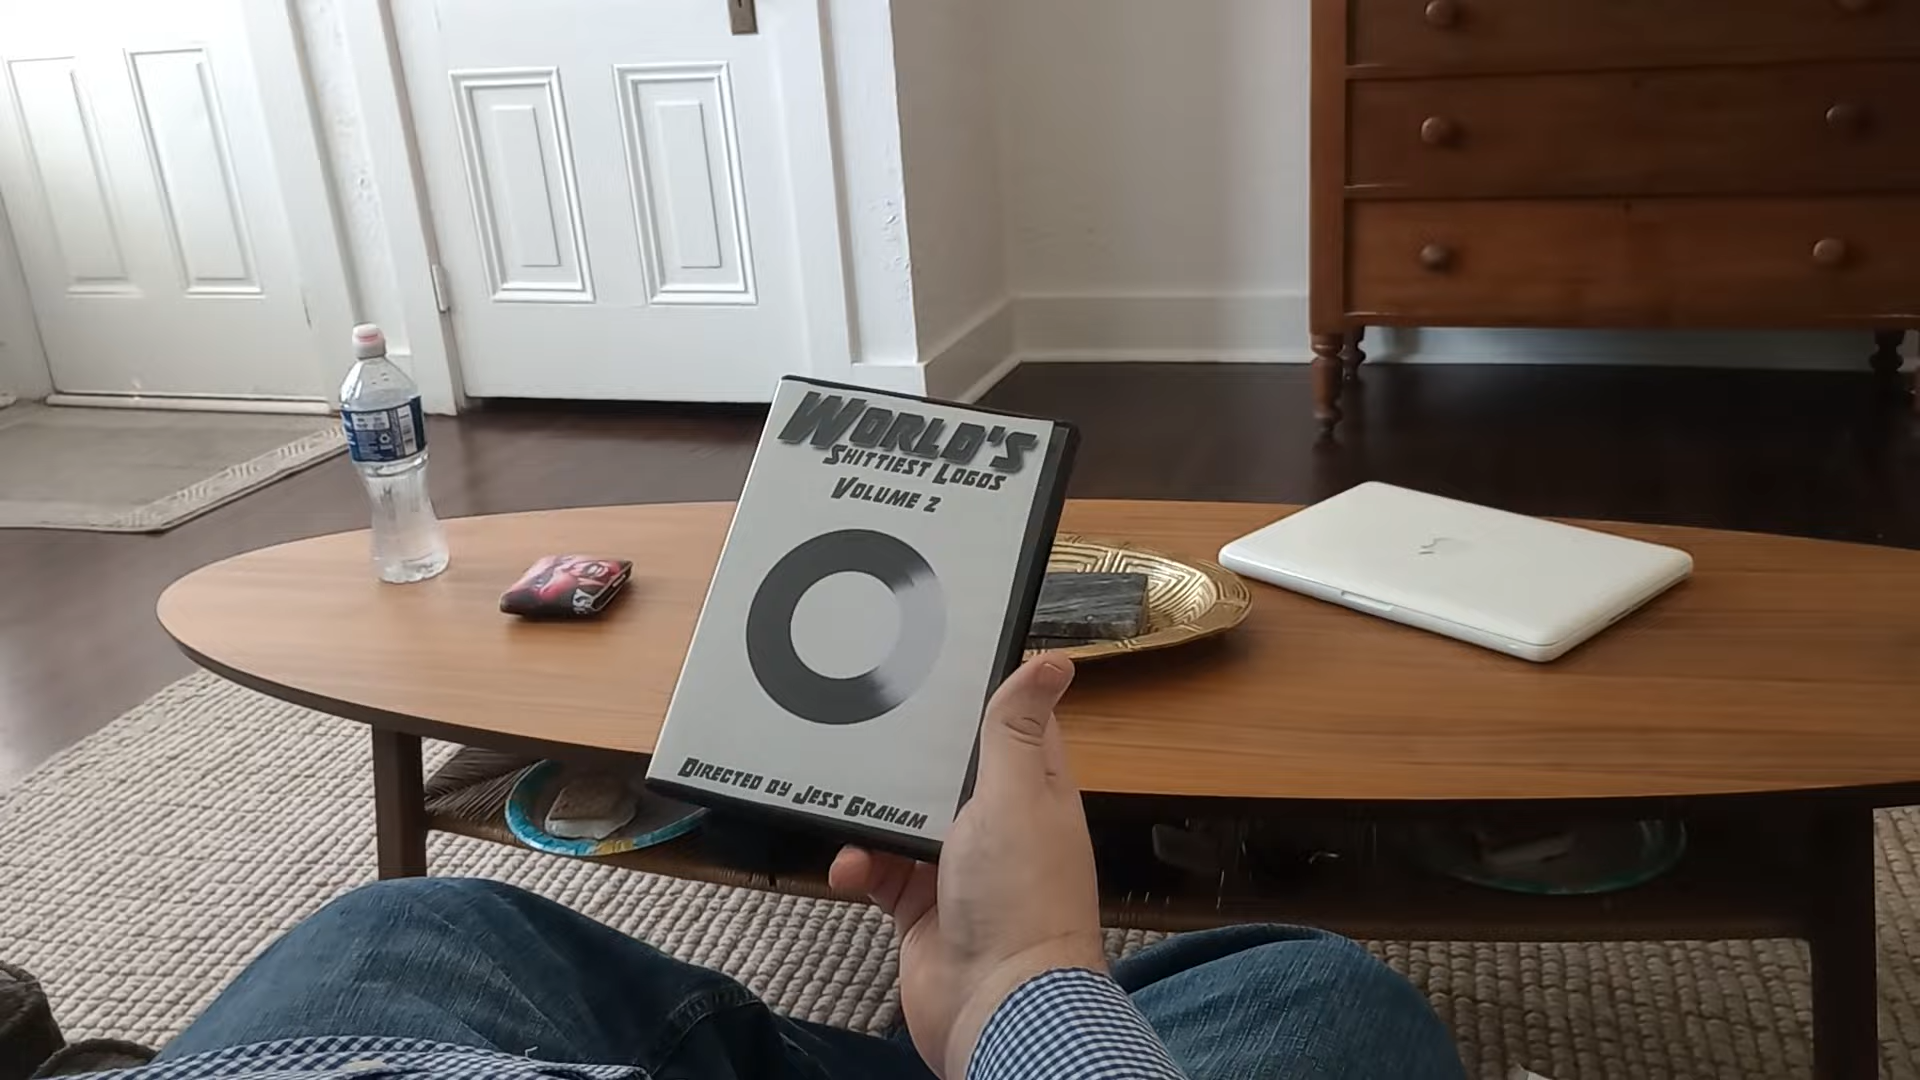 WORLD'S
SHITTIEST LOGOS
VOLUME 2
DIRECTED BY JESS GRAHAM